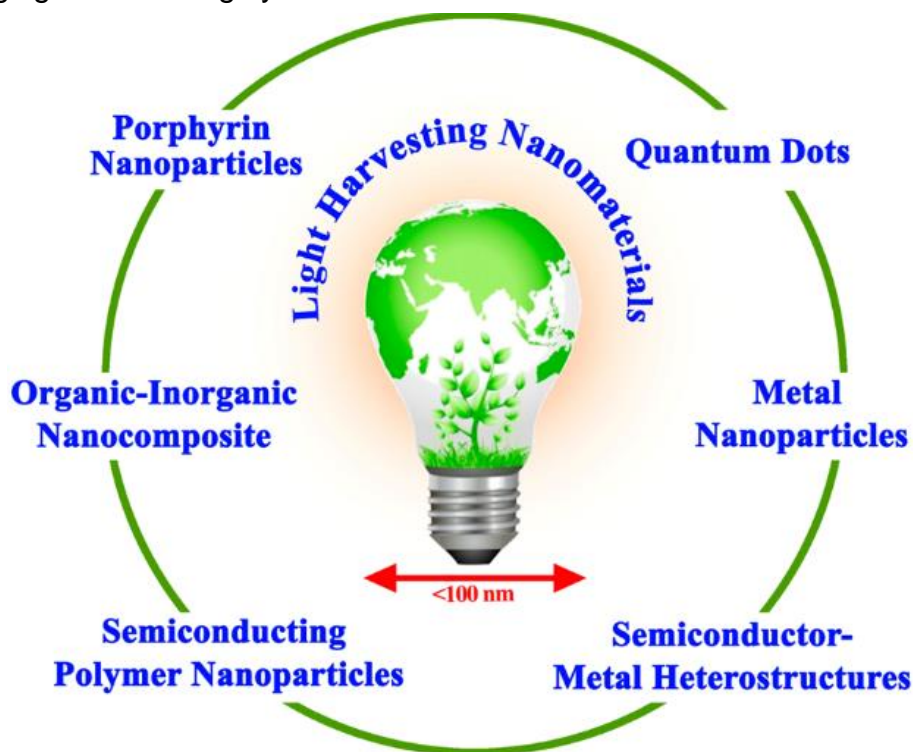 Light Harvesting Nanomaterials
Porphyrin
Nanoparticles
Quantum Dots
Organic-Inorganic
Nanocomposite
Metal
Nanoparticles
<100 nm
Semiconducting
Polymer Nanoparticles
Semiconductor-
Metal Heterostructures